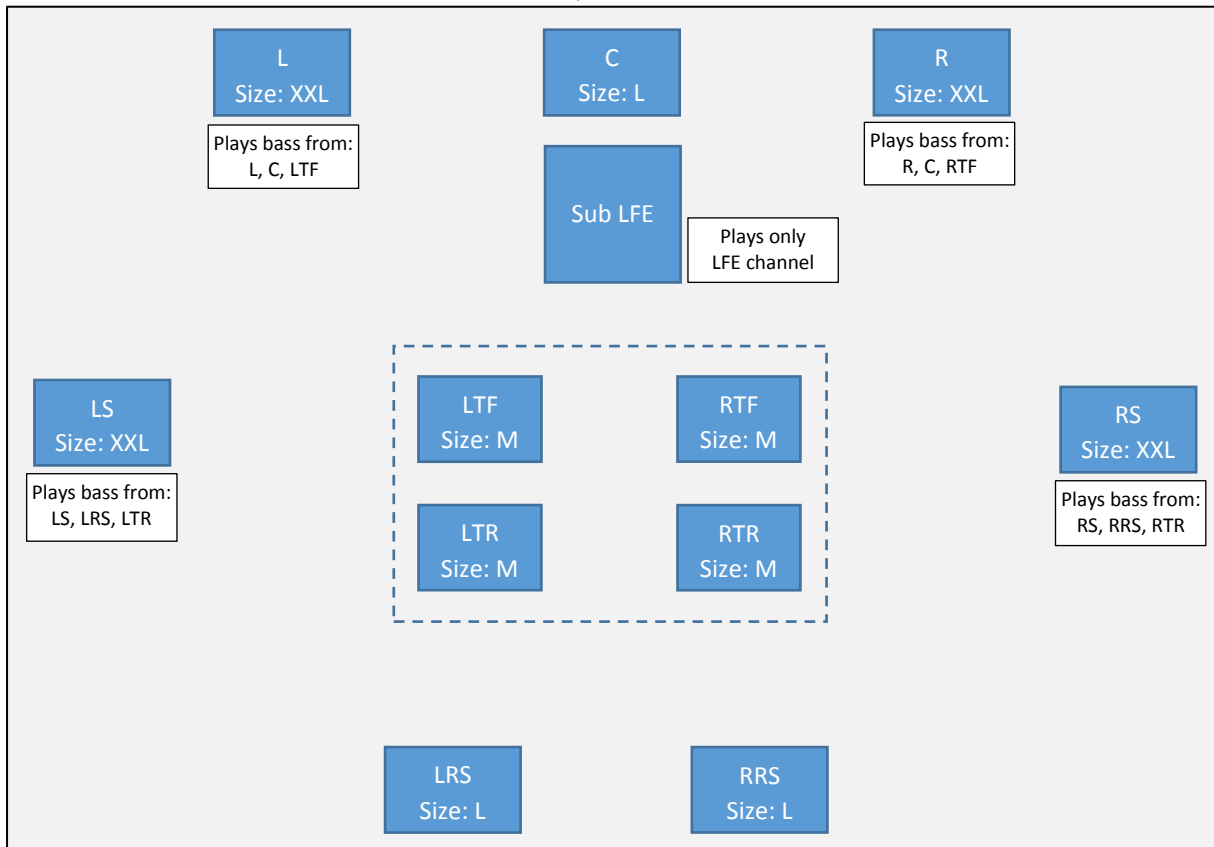 L
Size: XXL
Plays bass from:
L, C, LTF
C
Size: L
R
Size: XXL
Plays bass from:
R, C, RTF
Sub LFE
Plays only
LFE channel
LS
Size: XXL
Plays bass from:
LS, LRS, LTR
LTF
Size: M
RTF
Size: M
LTR
Size: M
RTR
Size: M
RS
Size: XXL
Plays bass from:
RS, RRS, RTR
LRS
Size: L
RRS
Size: L